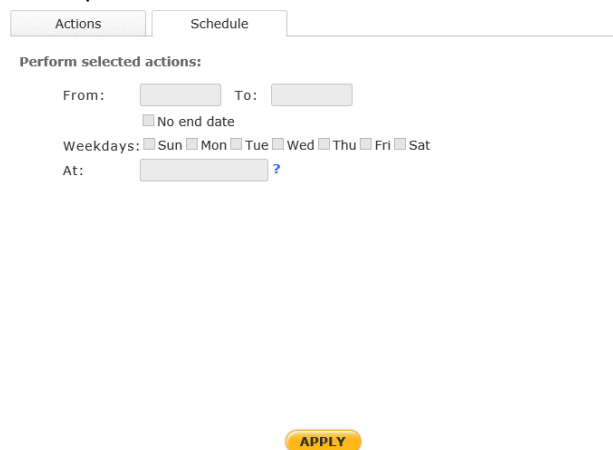 Actions Schedule
Perform selected actions:
From: To:
No end date
Weekdays: Sun Mon Tue Wed Thu Fri Sat
At: ?
APPLY